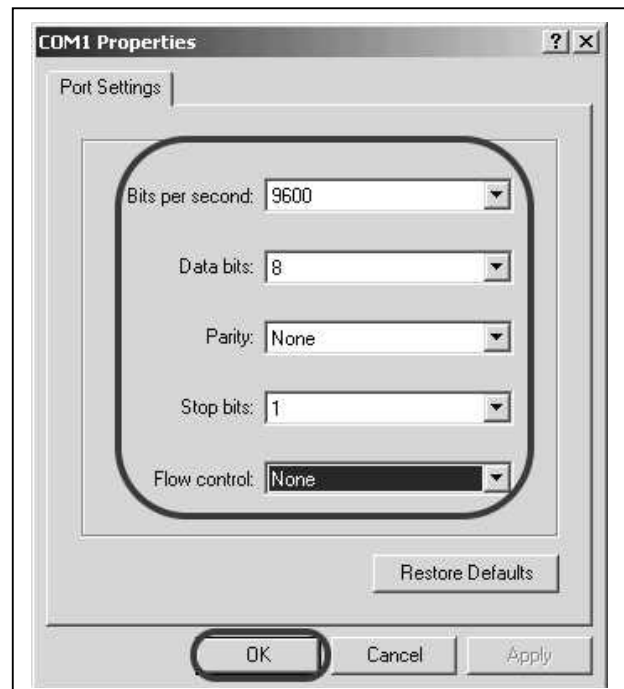 COM1 Properties
Port Settings
Bits per second: 9600
Data bits: 8
Parity: None
Stop bits: 1
Flow control: None
Restore Defaults
OK Cancel Apply